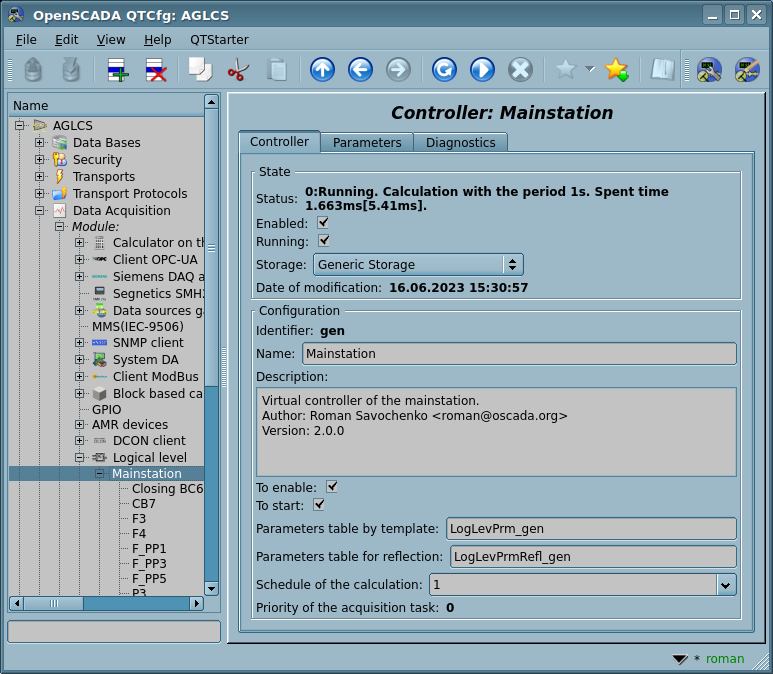 OpenSCADA QTCfg: AGLCS
File Edit View Help QTStarter
Name
AGLCS
Data Bases
Security
Transports
Transport Protocols
Data Acquisition
Module:
Calculator on th
Client OPC-UA
Siemens DAQ a
Segnetics SMH
Data sources ga
MMS(IEC-9506)
SNMP client
System DA
Client ModBus
Block based ca
GPIO
AMR devices
DCON client
Logical level
Mainstation
Closing BC6
CB7
F3
F4
F_PP1
F_PP3
F_PP5
P3
Controller: Mainstation
Controller Parameters Diagnostics
State
Status: 0:Running. Calculation with the period 1s. Spent time
1.663ms[5.41ms].
Enabled:
Running:
Storage: Generic Storage
Date of modification: 16.06.2023 15:30:57
Configuration
Identifier: gen
Name: Mainstation
Description:
Virtual controller of the mainstation.
Author: Roman Savochenko <roman@oscada.org>
Version: 2.0.0
To enable:
To start:
Parameters table by template: LogLevPrm_gen
Parameters table for reflection: LogLevPrmRefl_gen
Schedule of the calculation: 1
Priority of the acquisition task: 0
* roman